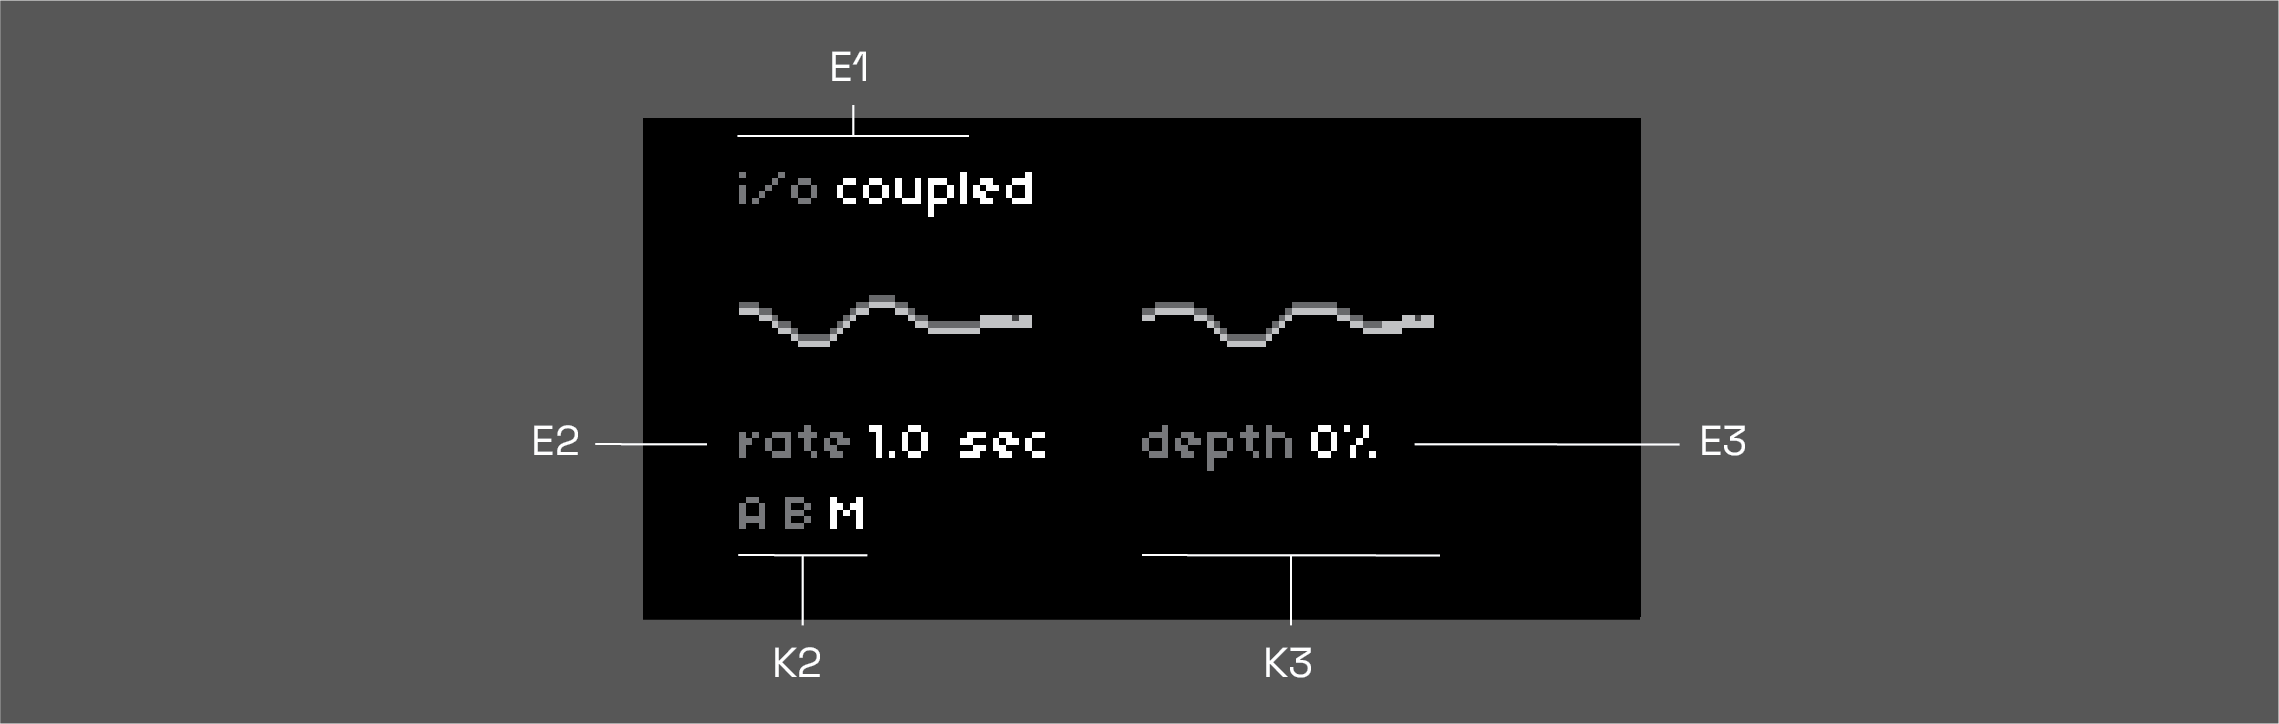 E1
i/o coupled
E2 rate 1.0 sec depth 0% E3
A B M
K2 K3